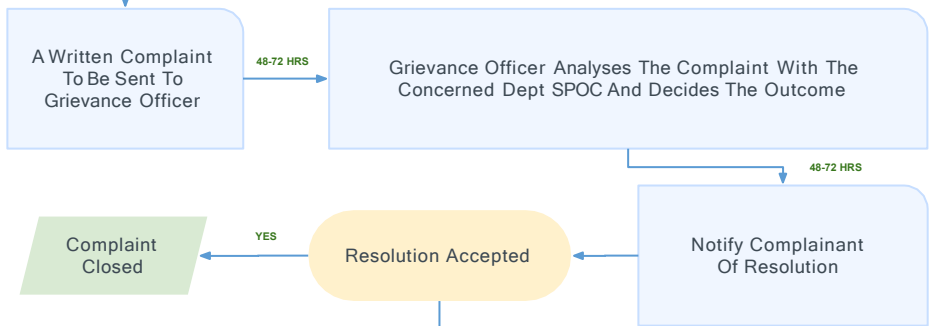 A Written Complaint
To Be Sent To
Grievance Officer
48-72 HRS
Grievance Officer Analyses The Complaint With The
Concerned Dept SPOC And Decides The Outcome
48-72 HRS
Notify Complainant
Of Resolution
Resolution Accepted
YES
Complaint
Closed